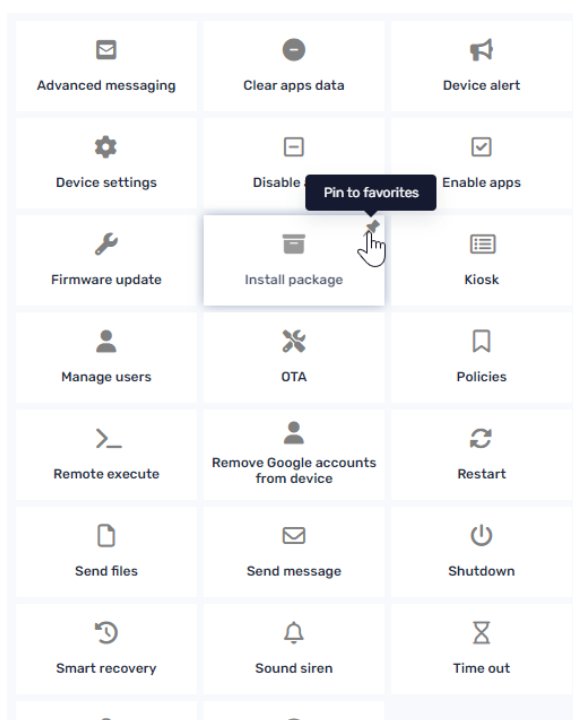 Advanced messaging
Clear apps data
Device alert
Device settings
Disable
Pin to favorites
Enable apps
Firmware update
Install package
Kiosk
Manage users
OTA
Policies
Remote execute
Remove Google accounts
from device
Restart
Send files
Send message
Shutdown
Smart recovery
Sound siren
Time out